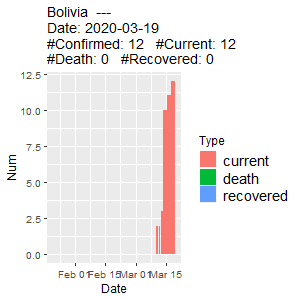 Bolivia ---
Date: 2020-03-19
#Confirmed: 12 #Current: 12
#Death: 0 #Recovered: 0
12.5
10.0
7.5
5.0
2.5
0.0
Num
Feb 01 Feb 15 Mar 01 Mar 15
Date
Type
current
death
recovered